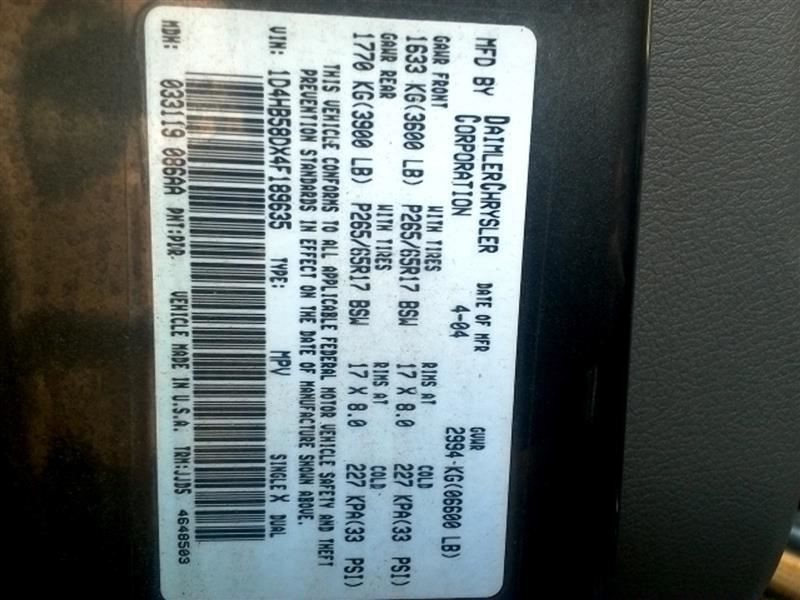 MFD BY DAIMLERCHRYSLER CORPORATION DATE OF MFR 4-04 GVWR 2994 KG(06600 LB)
GAWR FRONT WITH TIRES RIMS AT COLD
1633 KG(3600 LB) P265/65R17 BSW 17 X 8.0 227 KPA(33 PSI)
GAWR REAR WITH TIRES RIMS AT COLD
1770 KG(3900 LB) P265/65R17 BSW 17 X 8.0 227 KPA(33 PSI)
THIS VEHICLE CONFORMS TO ALL APPLICABLE FEDERAL MOTOR VEHICLE SAFETY AND THEFT
PREVENTION STANDARDS IN EFFECT ON THE DATE OF MANUFACTURE SHOWN ABOVE.
VIN: 1D4HB58DX4F189635 TYPE: MPV SINGLE X DUAL
MDH: 033119 086AA PNT:PDR VEHICLE MADE IN U.S.A. TRM:JJD5 4648503